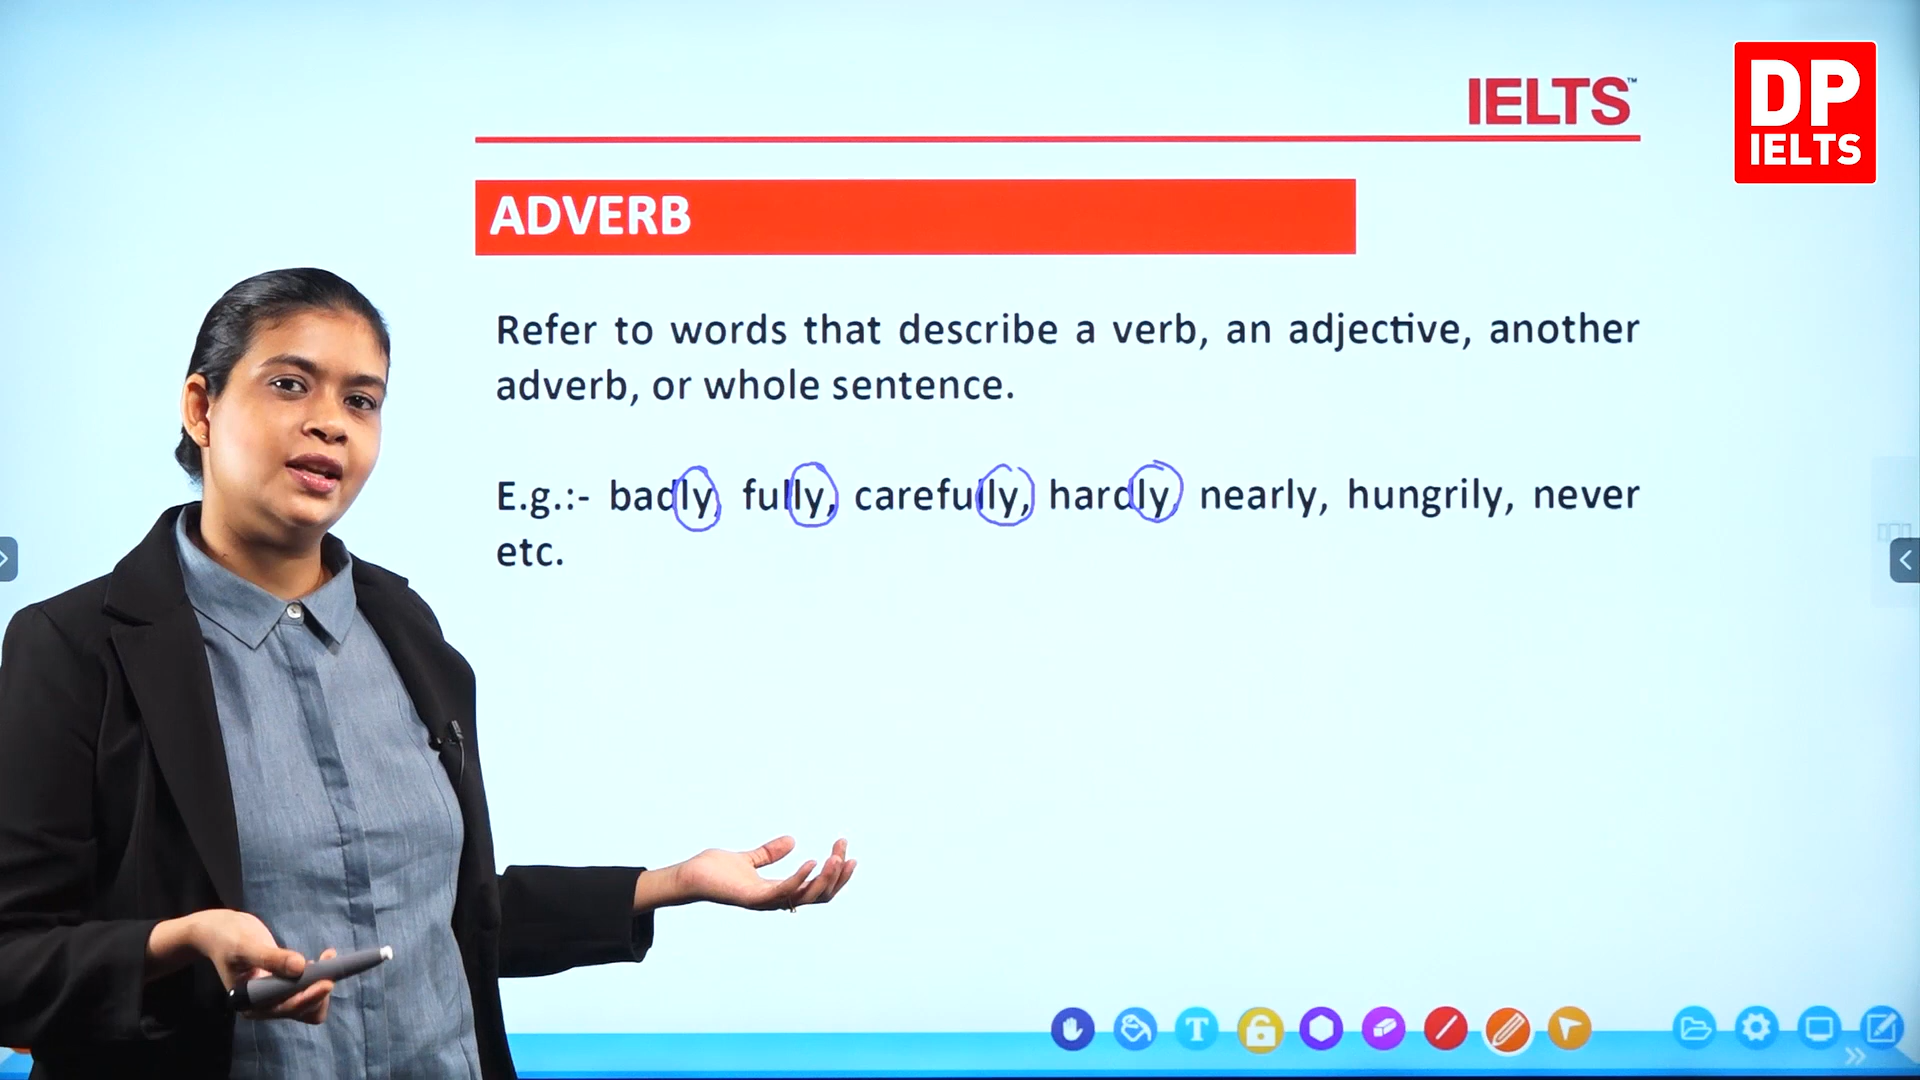 IELTS™
DP
IELTS
ADVERB
Refer to words that describe a verb, an adjective, another
adverb, or whole sentence.
E.g.:- badly, fully, carefully, hardly, nearly, hungrily, never
etc.
T